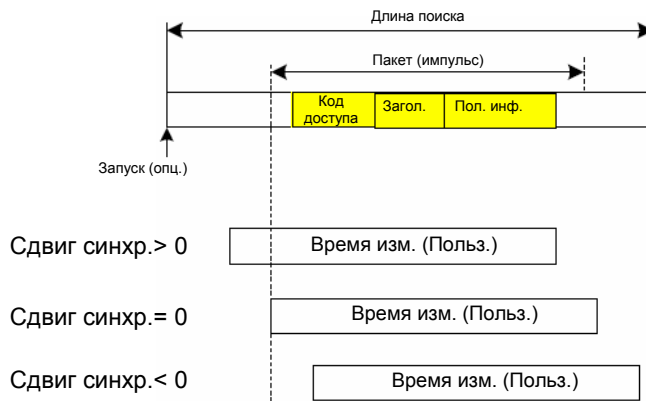 Длина поиска
Пакет (импульс)
Код
доступа
Загол.
Пол. инф.
Запуск (опц.)
Сдвиг синхр.> 0
Время изм. (Польз.)
Сдвиг синхр.= 0
Время изм. (Польз.)
Сдвиг синхр.< 0
Время изм. (Польз.)